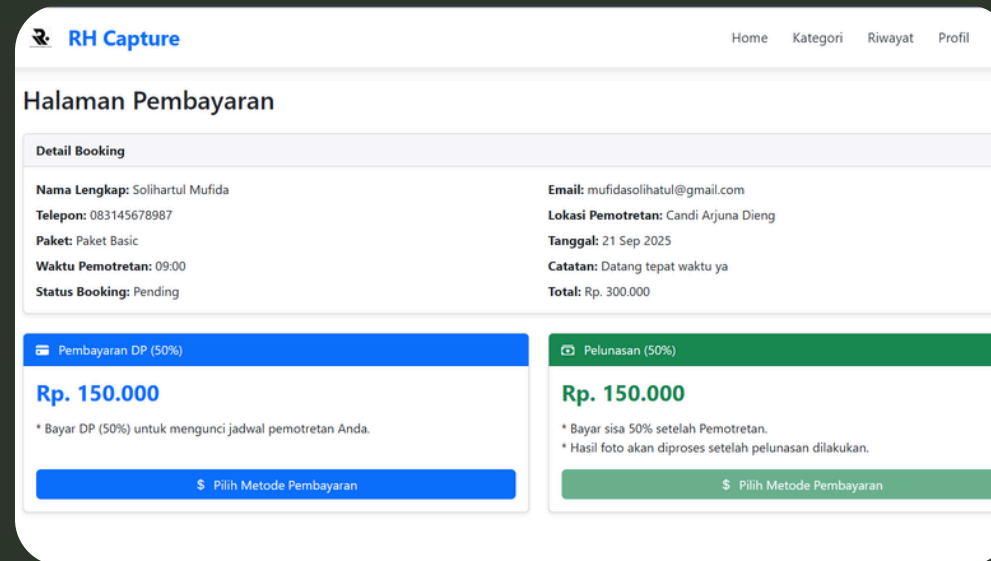 R.
RH Capture
Home Kategori Riwayat Profil
Halaman Pembayaran
Detail Booking
Nama Lengkap: Solihartul Mufida
Email: mufidasolihatul@gmail.com
Telepon: 083145678987
Lokasi Pemotretan: Candi Arjuna Dieng
Paket: Paket Basic
Tanggal: 21 Sep 2025
Waktu Pemotretan: 09:00
Catatan: Datang tepat waktu ya
Status Booking: Pending
Total: Rp. 300.000
Pembayaran DP (50%)
Rp. 150.000
* Bayar DP (50%) untuk mengunci jadwal pemotretan Anda.
$ Pilih Metode Pembayaran
Pelunasan (50%)
Rp. 150.000
* Bayar sisa 50% setelah Pemotretan.
* Hasil foto akan diproses setelah pelunasan dilakukan.
$ Pilih Metode Pembayaran